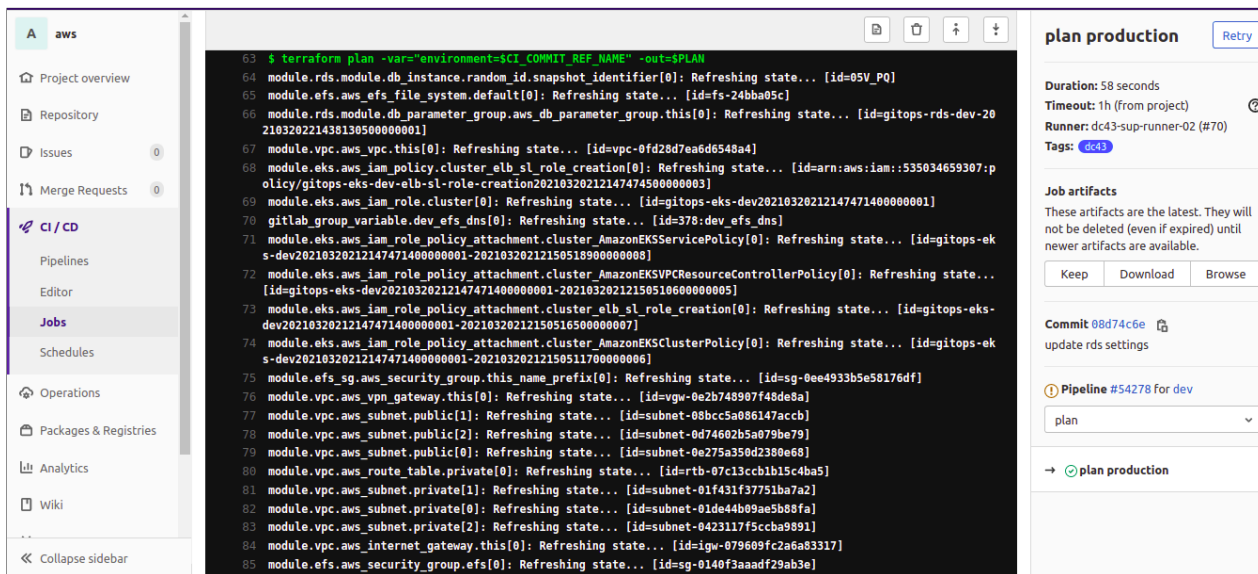 A aws
Project overview
Repository
Issues 0
Merge Requests 0
CI / CD
Pipelines
Editor
Jobs
Schedules
Operations
Packages & Registries
Analytics
Wiki
Collapse sidebar
63 $ terraform plan -var="environment=$CI_COMMIT_REF_NAME" -out=$PLAN
64 module.rds.module.db_instance.random_id.snapshot_identifier[0]: Refreshing state... [id=05V_PQ]
65 module.efs.aws_efs_file_system.default[0]: Refreshing state... [id=fs-24bba05c]
66 module.rds.module.db_parameter_group.aws_db_parameter_group.this[0]: Refreshing state... [id=gitops-rds-dev-20
210320221438130500000001]
67 module.vpc.aws_vpc.this[0]: Refreshing state... [id=vpc-0fd28d7ea6d6548a4]
68 module.eks.aws_iam_policy.cluster_elb_sl_role_creation[0]: Refreshing state... [id=arn:aws:iam::535034659307:p
olicy/gitops-eks-dev-elb-sl-role-creation20210320212147474500000003]
69 module.eks.aws_iam_role.cluster[0]: Refreshing state... [id=gitops-eks-dev20210320212147471400000001]
70 gitlab_group_variable.dev_efs_dns[0]: Refreshing state... [id=378:dev_efs_dns]
71 module.eks.aws_iam_role_policy_attachment.cluster_AmazonEKSServicePolicy[0]: Refreshing state... [id=gitops-ek
s-dev20210320212147471400000001-20210320212150518900000008]
72 module.eks.aws_iam_role_policy_attachment.cluster_AmazonEKSVPCResourceControllerPolicy[0]: Refreshing state...
[id=gitops-eks-dev20210320212147471400000001-20210320212150510600000005]
73 module.eks.aws_iam_role_policy_attachment.cluster_elb_sl_role_creation[0]: Refreshing state... [id=gitops-eks-
dev20210320212147471400000001-20210320212150516500000007]
74 module.eks.aws_iam_role_policy_attachment.cluster_AmazonEKSClusterPolicy[0]: Refreshing state... [id=gitops-ek
s-dev20210320212147471400000001-20210320212150511700000006]
75 module.efs_sg.aws_security_group.this_name_prefix[0]: Refreshing state... [id=sg-0ee4933b5e58176df]
76 module.vpc.aws_vpn_gateway.this[0]: Refreshing state... [id=vgw-0e2b748907f48de8a]
77 module.vpc.aws_subnet.public[1]: Refreshing state... [id=subnet-08bcc5a086147accb]
78 module.vpc.aws_subnet.public[2]: Refreshing state... [id=subnet-0d74602b5a079be79]
79 module.vpc.aws_subnet.public[0]: Refreshing state... [id=subnet-0e275a350d2380e68]
80 module.vpc.aws_route_table.private[0]: Refreshing state... [id=rtb-07c13ccb1b15c4ba5]
81 module.vpc.aws_subnet.private[1]: Refreshing state... [id=subnet-01f431f37751ba7a2]
82 module.vpc.aws_subnet.private[0]: Refreshing state... [id=subnet-01de44b09ae5b88fa]
83 module.vpc.aws_subnet.private[2]: Refreshing state... [id=subnet-0423117f5ccba9891]
84 module.vpc.aws_internet_gateway.this[0]: Refreshing state... [id=igw-079609fc2a6a83317]
85 module.efs.aws_security_group.efs[0]: Refreshing state... [id=sg-0140f3aaadf29ab3e]
plan production Retry
Duration: 58 seconds
Timeout: 1h (from project)
Runner: dc43-sup-runner-02 (#70)
Tags: dc43
Job artifacts
These artifacts are the latest. They will
not be deleted (even if expired) until
newer artifacts are available.
Keep Download Browse
Commit 08d74c6e
update rds settings
Pipeline #54278 for dev
plan
→ plan production